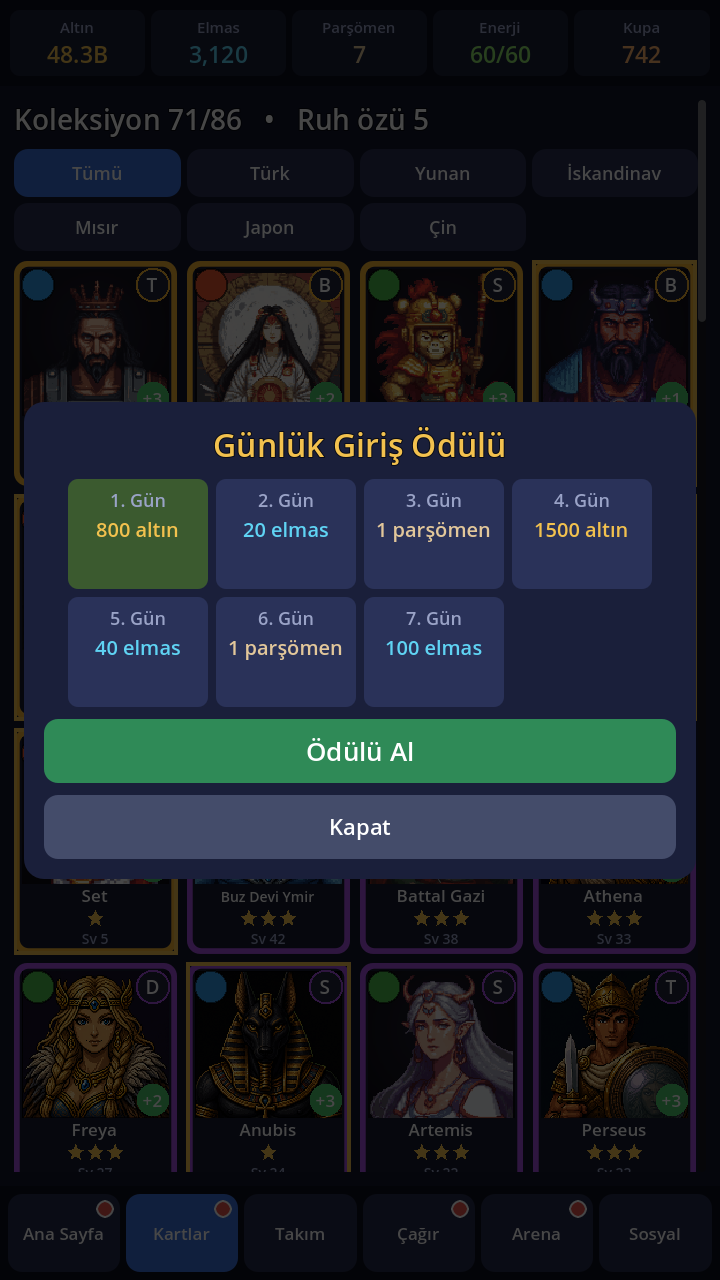 Altın Elmas Parşömen Enerji Kupa
48.3B 3,120 7 60/60 742
Koleksiyon 71/86 • Ruh özü 5
Tümü Türk Yunan İskandinav
Mısır Japon Çin
T B S B
+3 +2 +3 +1
Günlük Giriş Ödülü
1. Gün 2. Gün 3. Gün 4. Gün
800 altın 20 elmas 1 parşömen 1500 altın
5. Gün 6. Gün 7. Gün
40 elmas 1 parşömen 100 elmas
Ödülü Al
Kapat
Set Buz Devi Ymir Battal Gazi Athena
Sv 5 Sv 42 Sv 38 Sv 33
D S S T
+2 +3 +3
Freya Anubis Artemis Perseus
Ana Sayfa Kartlar Takım Çağır Arena Sosyal